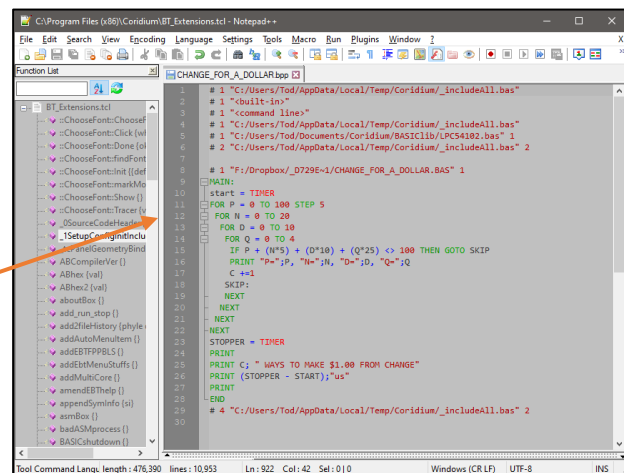 C:\Program Files (x86)\Coridium\BT_Extensions.tcl - Notepad++
File Edit Search View Encoding Language Settings Tools Macro Run Plugins Window ? X
Function List
CHANGE_FOR_A_DOLLAR.bpp
BT_Extensions.tcl
::ChooseFont::ChooseF
::ChooseFont::Click {wh
::ChooseFont::Done {ok
::ChooseFont::findFont
::ChooseFont::Init {{def
::ChooseFont::markMo
::ChooseFont::Show {}
::ChooseFont::Tracer {v
_0SourceCodeHeader
_1SetupConfigInitInclu
PanelGeometryBind
ABCompilerVer {}
ABhex {val}
ABhex2 {val}
aboutBox {}
add_run_stop {}
add2fileHistory {phyle
addAutoMenuItem {}
addEBTFPPBLS {}
addEbtMenuStuffs {}
addMultiCore {}
amendEBThelp {}
appendSymInfo {si}
asmBox {}
badASMprocess {}
BASICshutdown {}
1 # 1 "C:/Users/Tod/AppData/Local/Temp/Coridium/_includeAll.bas"
2 # 1 "<built-in>"
3 # 1 "<command line>"
4 # 1 "C:/Users/Tod/AppData/Local/Temp/Coridium/_includeAll.bas"
5 # 1 "C:/Users/Tod/Documents/Coridium/BASIClib/LPC54102.bas" 1
6 # 2 "C:/Users/Tod/AppData/Local/Temp/Coridium/_includeAll.bas" 2
7
8 # 1 "F:/Dropbox/_D729E~1/CHANGE_FOR_A_DOLLAR.BAS" 1
9 MAIN:
10 start = TIMER
11 FOR P = 0 TO 100 STEP 5
12 FOR N = 0 TO 20
13 FOR D = 0 TO 10
14 FOR Q = 0 TO 4
15 IF P + (N*5) + (D*10) + (Q*25) <> 100 THEN GOTO SKIP
16 PRINT "P=";P, "N=";N, "D=";D, "Q=";Q
17 C +=1
18 SKIP:
19 NEXT
20 NEXT
21 NEXT
22 NEXT
23 STOPPER = TIMER
24 PRINT
25 PRINT C; " WAYS TO MAKE $1.00 FROM CHANGE"
26 PRINT (STOPPER - START);"us"
27 PRINT
28 END
29 # 4 "C:/Users/Tod/AppData/Local/Temp/Coridium/_includeAll.bas" 2
30
Tool Command Langu length : 476,390 lines : 10,953 Ln : 922 Col : 42 Sel : 0 | 0 Windows (CR LF) UTF-8 INS